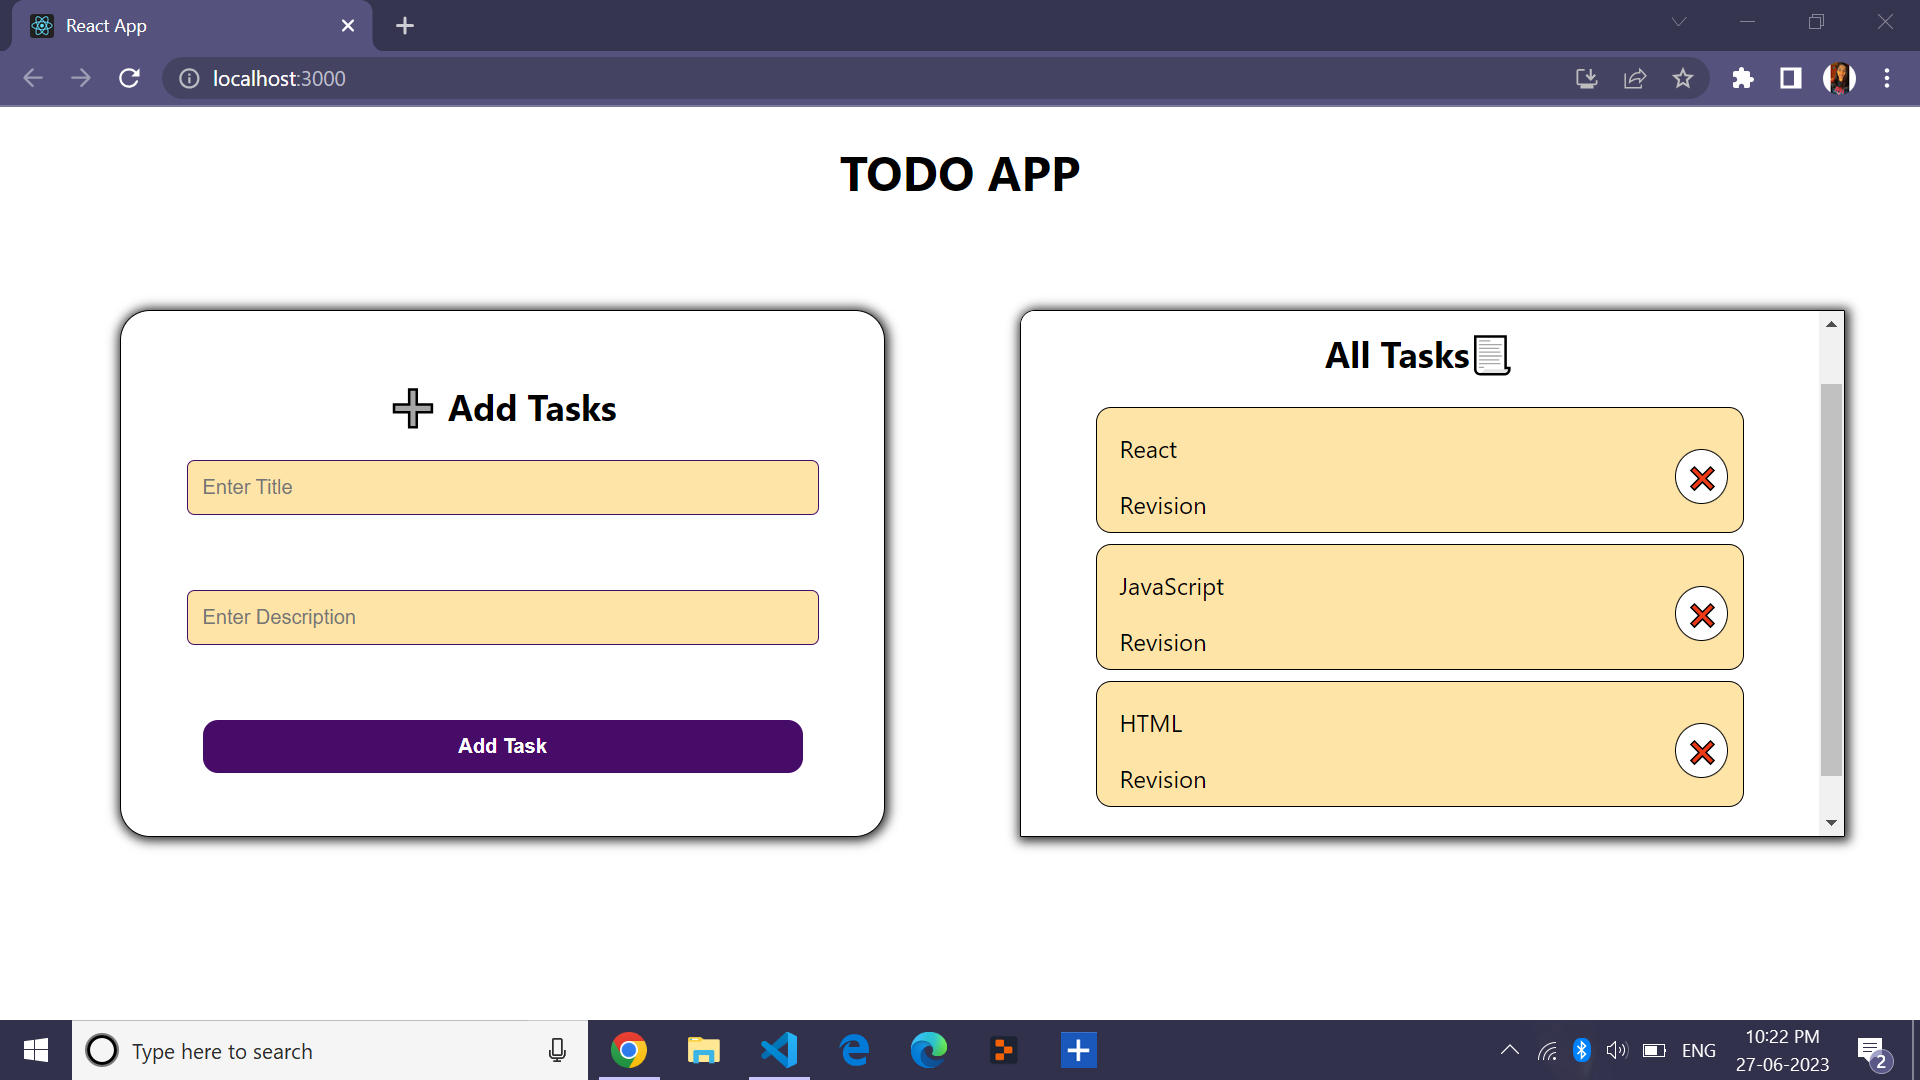 React App
localhost:3000
TODO APP
Add Tasks
Enter Title
Enter Description
Add Task
All Tasks
React
Revision
JavaScript
Revision
HTML
Revision
Type here to search
ENG
10:22 PM
27-06-2023
2